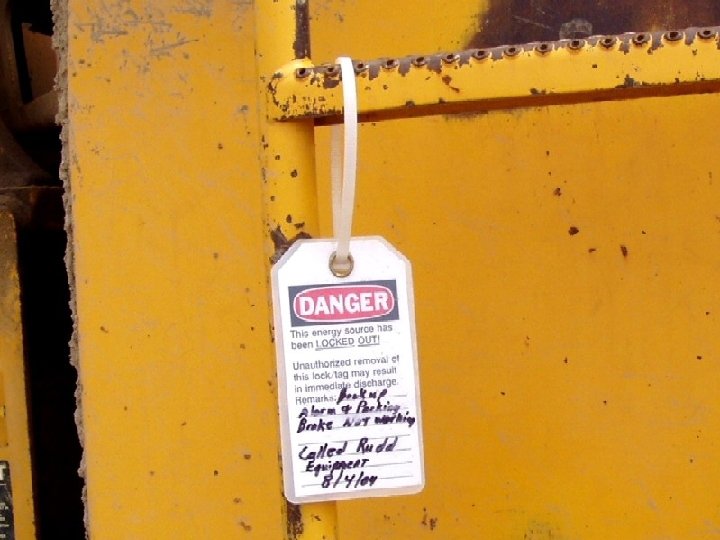 DANGER
This energy source has
been LOCKED OUT!
Unauthorized removal of
this lock/tag may result
in immediate discharge.
Remarks: Backup
Alarm & Parking
Brake Not working
Called Rudd
Equipment
8/4/04